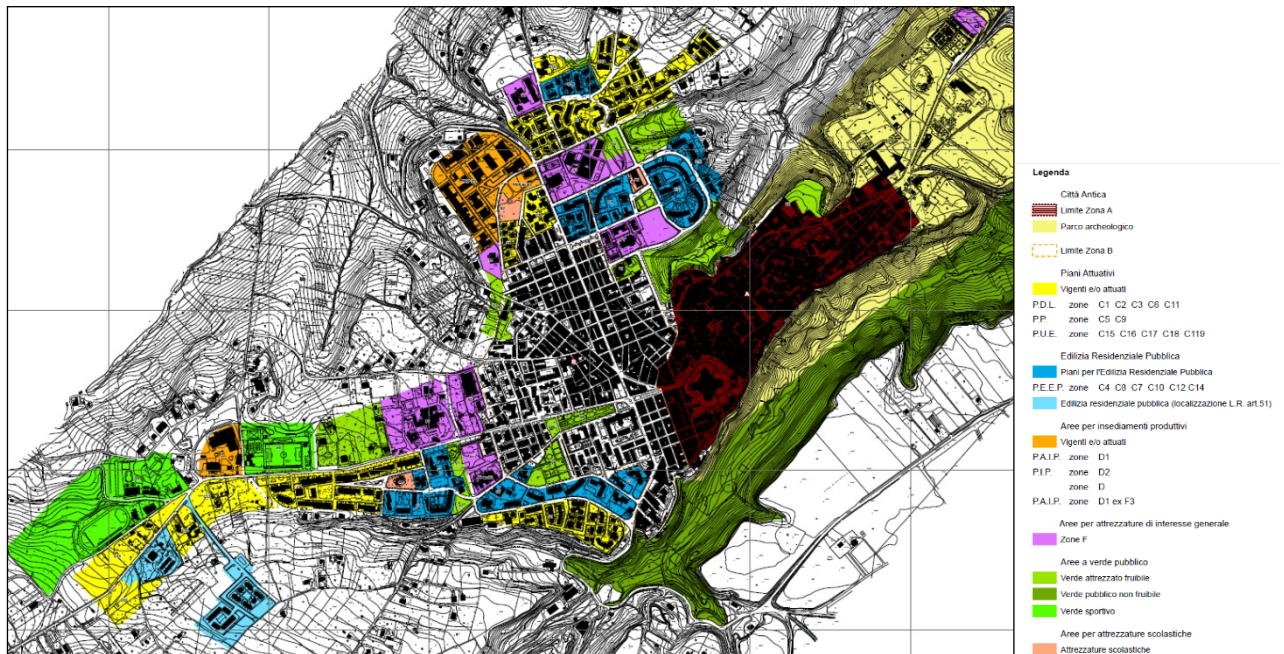 Legenda
Città Antica
Limite Zona A
Parco archeologico
Limite Zona B
Piani Attuativi
Vigenti e/o attuati
P.D.L. zone C1 C2 C3 C6 C11
P.P. zone C5 C9
P.U.E. zone C15 C16 C17 C18 C119
Edilizia Residenziale Pubblica
Piani per l'Edilizia Residenziale Pubblica
P.E.E.P. zone C4 C8 C7 C10 C12 C14
Edilizia residenziale pubblica (localizzazione L.R. art.51)
Aree per insediamenti produttivi
Vigenti e/o attuati
P.A.I.P. zone D1
P.I.P. zone D2
zone D
P.A.I.P. zone D1 ex F3
Aree per attrezzature di interesse generale
Zone F
Aree a verde pubblico
Verde attrezzato fruibile
Verde pubblico non fruibile
Verde sportivo
Aree per attrezzature scolastiche
Attrezzature scolastiche
A